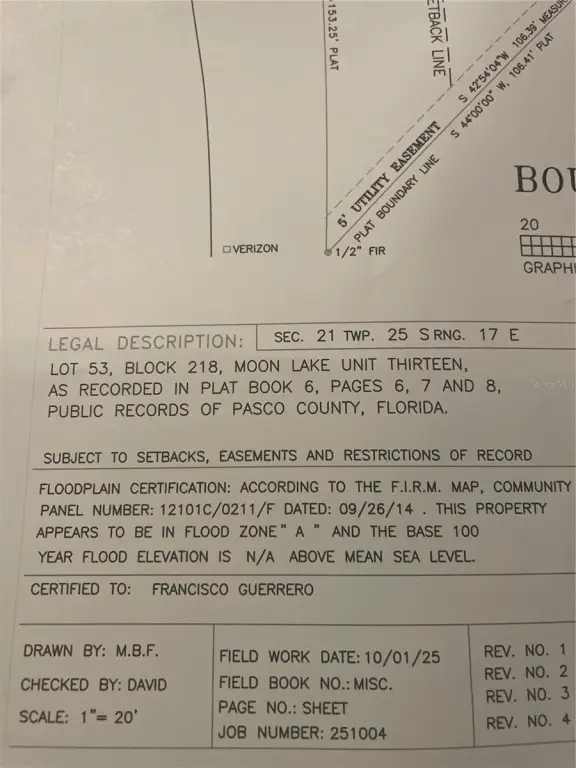 153.25' PLAT
ETBACK LINE
S 42°54'04"W 106.39' MEASUR
S 44°00'00" W, 106.41' PLAT
5' UTILITY EASEMENT
PLAT BOUNDARY LINE
VERIZON
1/2" FIR
BOU
20
GRAPHI
LEGAL DESCRIPTION: SEC. 21 TWP. 25 S RNG. 17 E
LOT 53, BLOCK 218, MOON LAKE UNIT THIRTEEN,
AS RECORDED IN PLAT BOOK 6, PAGES 6, 7 AND 8,
PUBLIC RECORDS OF PASCO COUNTY, FLORIDA.
SUBJECT TO SETBACKS, EASEMENTS AND RESTRICTIONS OF RECORD
FLOODPLAIN CERTIFICATION: ACCORDING TO THE F.I.R.M. MAP, COMMUNITY
PANEL NUMBER: 12101C/0211/F DATED: 09/26/14 . THIS PROPERTY
APPEARS TO BE IN FLOOD ZONE" A " AND THE BASE 100
YEAR FLOOD ELEVATION IS N/A ABOVE MEAN SEA LEVEL.
CERTIFIED TO: FRANCISCO GUERRERO
DRAWN BY: M.B.F.
CHECKED BY: DAVID
SCALE: 1"= 20'
FIELD WORK DATE: 10/01/25
FIELD BOOK NO.: MISC.
PAGE NO.: SHEET
JOB NUMBER: 251004
REV. NO. 1
REV. NO. 2
REV. NO. 3
REV. NO. 4